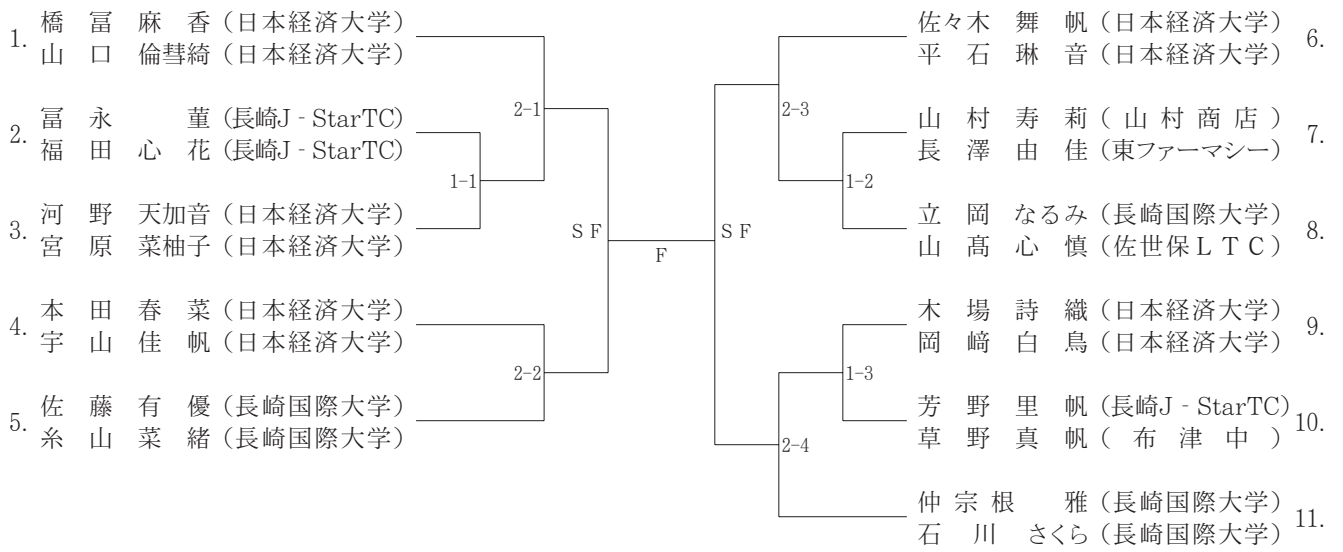 1. 橋冨麻香(日本経済大学)
山口倫彗綺(日本経済大学)
2. 冨永菫(長崎J‐StarTC)
福田心花(長崎J‐StarTC)
3. 河野天加音(日本経済大学)
宮原菜柚子(日本経済大学)
4. 本田春菜(日本経済大学)
宇山佳帆(日本経済大学)
5. 佐藤有優(長崎国際大学)
糸山菜緒(長崎国際大学)
2-1
1-1
2-2
SF
F
SF
2-3
1-2
1-3
2-4
佐々木舞帆(日本経済大学) 6.
平石琳音(日本経済大学)
山村寿莉(山村商店) 7.
長澤由佳(東ファーマシー)
立岡なるみ(長崎国際大学) 8.
山髙心慎(佐世保LTC)
木場詩織(日本経済大学) 9.
岡﨑白鳥(日本経済大学)
芳野里帆(長崎J‐StarTC) 10.
草野真帆(布津中)
仲宗根雅(長崎国際大学) 11.
石川さくら(長崎国際大学)